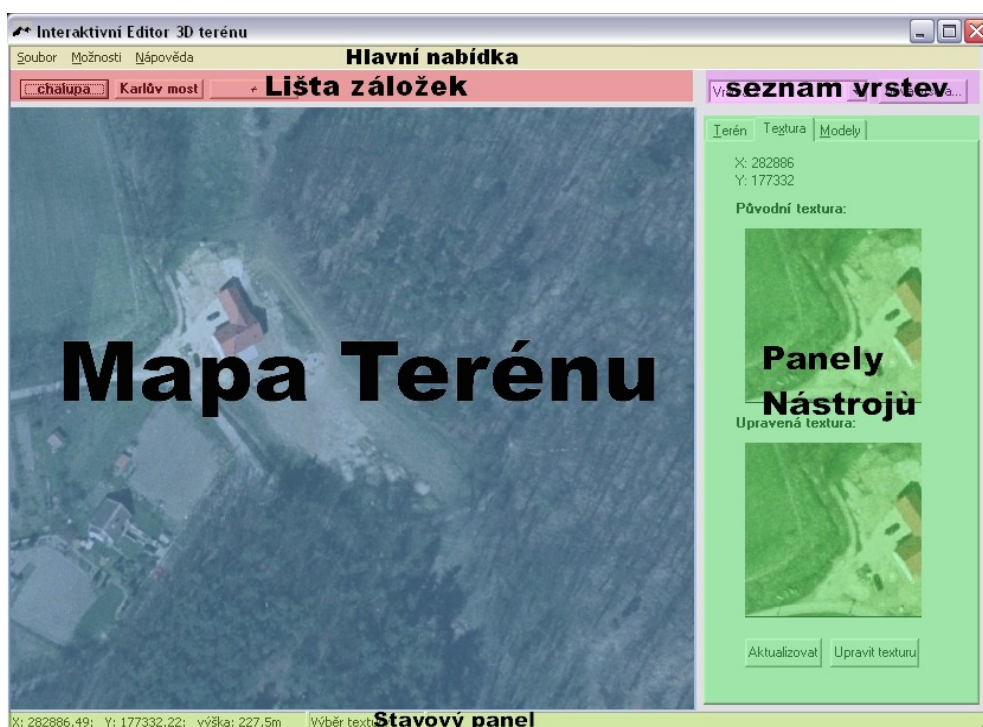 Interaktivní Editor 3D terénu
Soubor Možnosti Nápověda
Hlavní nabídka
chalupa Karlův most +
Lišta záložek
seznam vrstev
Terén Textura Modely
X: 282886
Y: 177332
Původní textura:
Mapa Terénu
Panely
Nástrojù
Upravená textura:
Aktualizovat Upravit texturu
X: 282886,49; Y: 177332,22; výška: 227,5m Výběr
Stavový panel